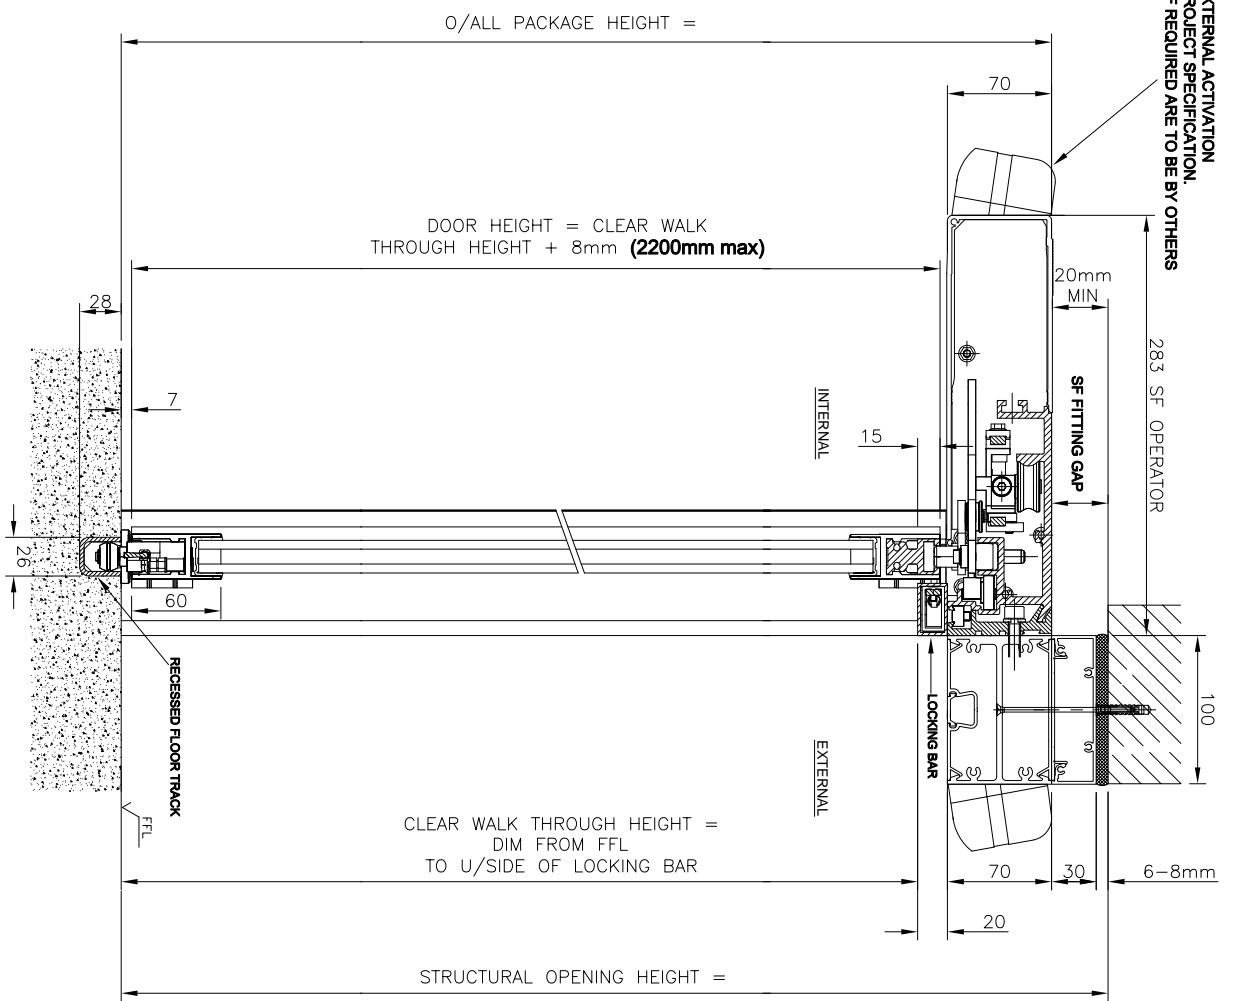 O/ALL PACKAGE HEIGHT =
XTERNAL ACTIVATION
ROJECT SPECIFICATION.
F REQUIRED ARE TO BE BY OTHERS
70
DOOR HEIGHT = CLEAR WALK
THROUGH HEIGHT + 8mm (2200mm max)
20mm
MIN
28
283 SF OPERATOR
SF FITTING GAP
7
INTERNAL
15
26
60
RECESSED FLOOR TRACK
LOCKING BAR
100
EXTERNAL
FFL
CLEAR WALK THROUGH HEIGHT =
DIM FROM FFL
TO U/SIDE OF LOCKING BAR
70
30
6-8mm
20
STRUCTURAL OPENING HEIGHT =